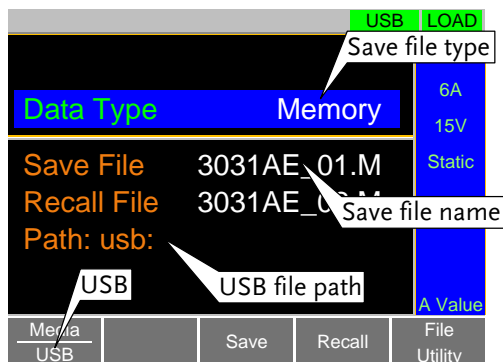 USB LOAD
Save file type
6A
Data Type Memory
15V
Save File 3031AE_01.M
Static
Recall File 3031AE_
Save file name
Path: usb:
USB
USB file path
A Value
Media
USB
Save
Recall
File
Utility